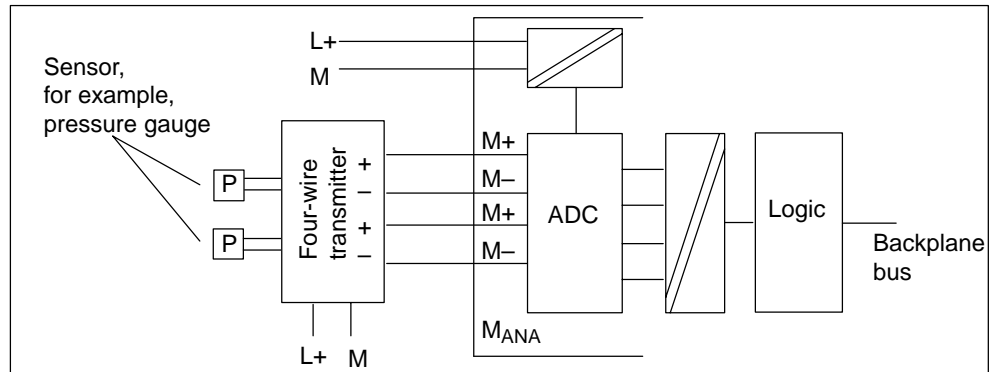 L+
M
Sensor,
for example,
pressure gauge
P
P
Four-wire
transmitter
+
–
+
–
M+
M–
M+
M–
ADC
Logic
Backplane
bus
MANA
L+
M